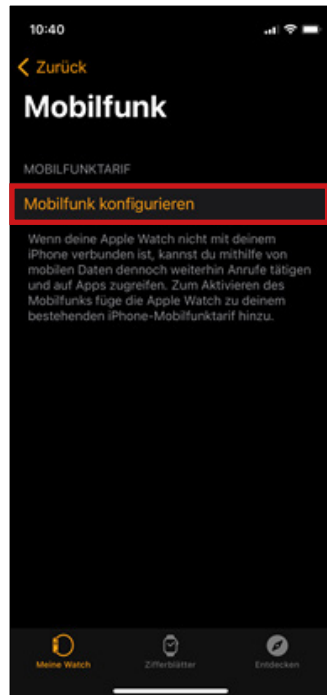 10:40
Zurück
Mobilfunk
MOBILFUNKTARIF
Mobilfunk konfigurieren
Wenn deine Apple Watch nicht mit deinem
iPhone verbunden ist, kannst du mithilfe von
mobilen Daten dennoch weiterhin Anrufe tätigen
und auf Apps zugreifen. Zum Aktivieren des
Mobilfunks füge die Apple Watch zu deinem
bestehenden iPhone-Mobilfunktarif hinzu.
Meine Watch Zifferblätter Entdecken